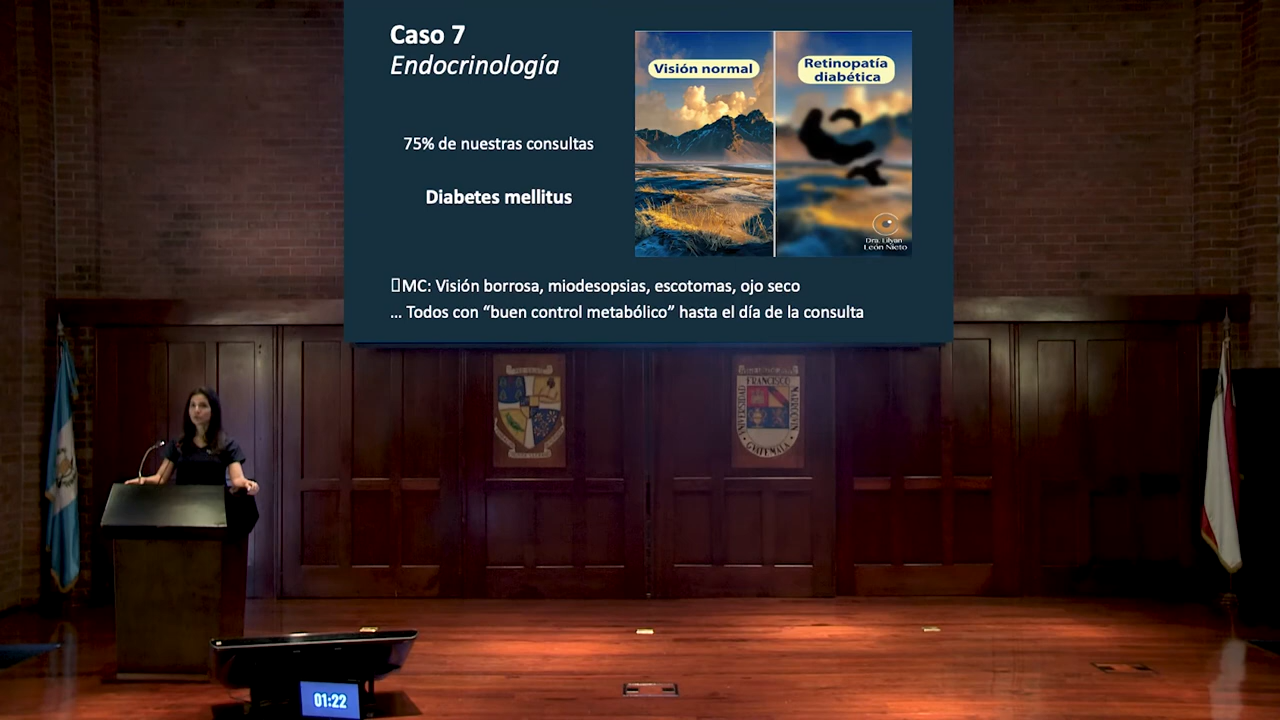 Caso 7
Endocrinología
75% de nuestras consultas
Diabetes mellitus
Visión normal
Retinopatía
diabética
Dra. Lilyan
León Nieto
MC: Visión borrosa, miodesopsias, escotomas, ojo seco
... Todos con “buen control metabólico” hasta el día de la consulta
FRANCISCO
01:22